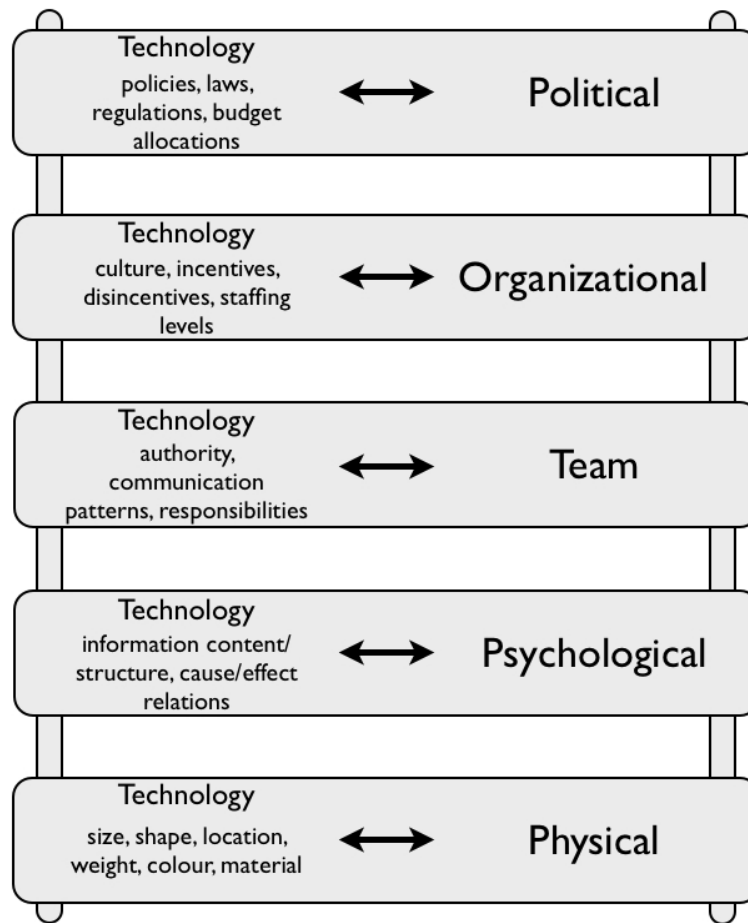 Technology
policies, laws,
regulations, budget
allocations
Political
Technology
culture, incentives,
disincentives, staffing
levels
Organizational
Technology
authority,
communication
patterns, responsibilities
Team
Technology
information content/
structure, cause/effect
relations
Psychological
Technology
size, shape, location,
weight, colour, material
Physical